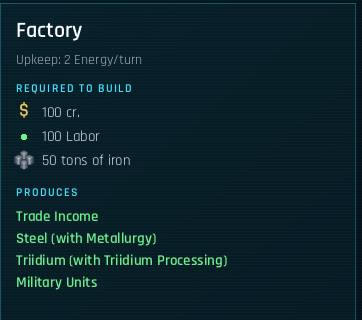 Factory
Upkeep: 2 Energy/turn
REQUIRED TO BUILD
$ 100 cr.
100 Labor
50 tons of iron
PRODUCES
Trade Income
Steel (with Metallurgy)
Triidium (with Triidium Processing)
Military Units